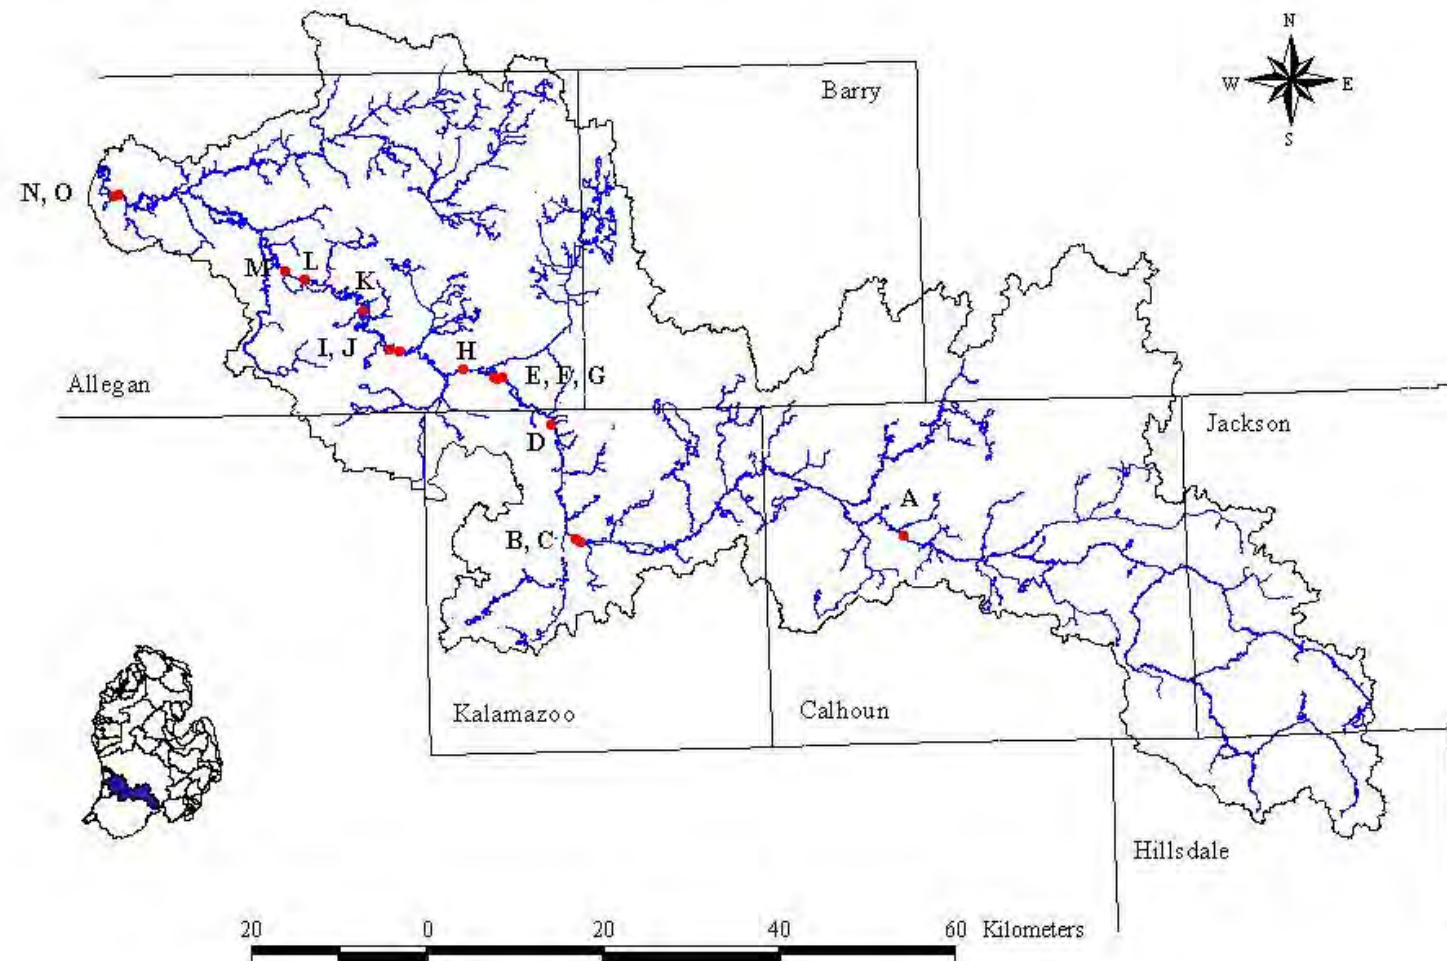 N
W E
S
Barry
N, O
M L
K
I, J
H
E, F, G
Allegan
D
Jackson
A
B, C
Kalamazoo
Calhoun
Hillsdale
20 0 20 40 60 Kilometers